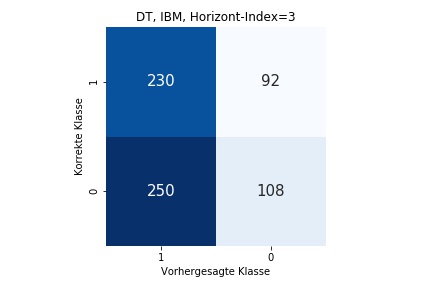 DT, IBM, Horizont-Index=3
Korrekte Klasse
1
230
92
0
250
108
1
0
Vorhergesagte Klasse